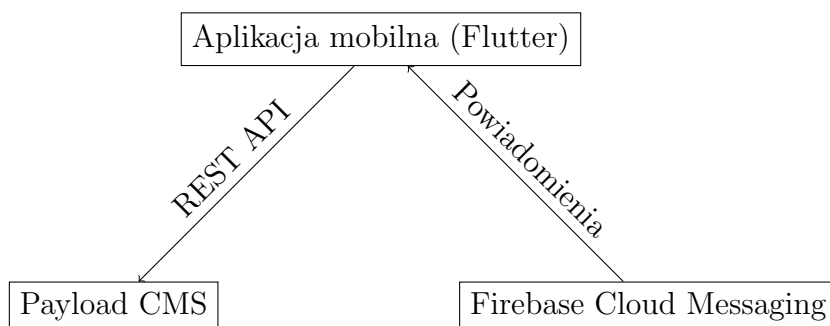 Aplikacja mobilna (Flutter)
REST API
Powiadomienia
Payload CMS
Firebase Cloud Messaging